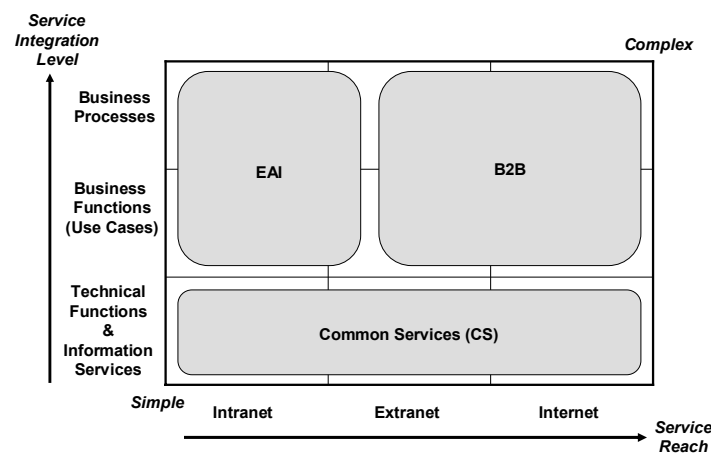 Service
Integration
Level
Complex
Business
Processes
EAI
B2B
Business
Functions
(Use Cases)
Technical
Functions
&
Information
Services
Common Services (CS)
Simple
Intranet
Extranet
Internet
Service
Reach